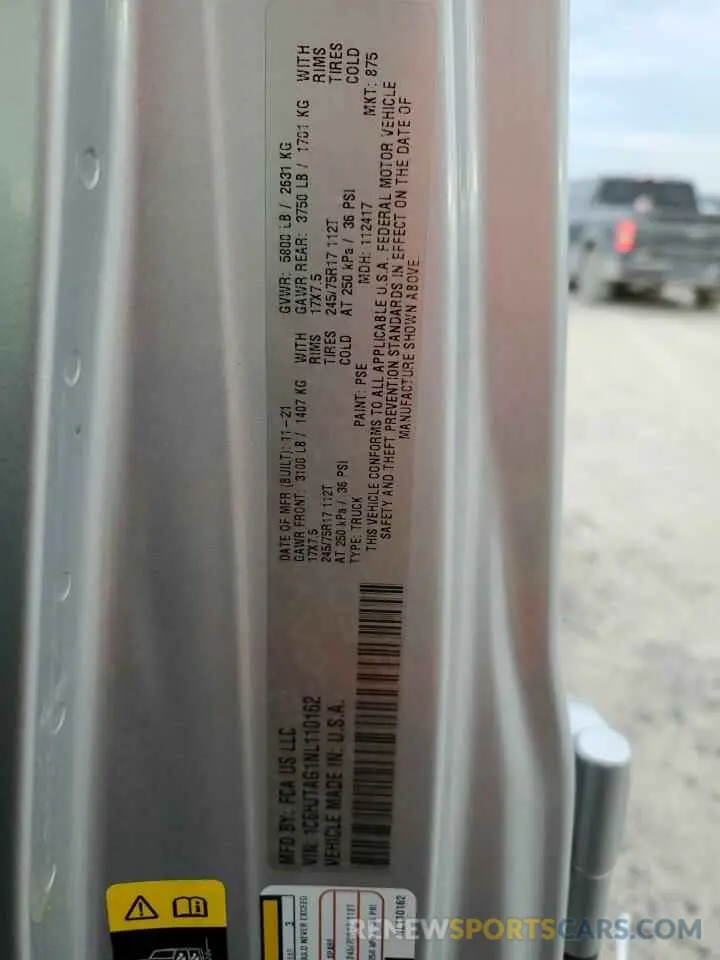 MFD BY: FCA US LLC
VIN: 1C6HJTAG1NL110162
VEHICLE MADE IN: U.S.A.
DATE OF MFR (BUILT): 11-21
GAWR FRONT: 3100 LB / 1407 KG WITH
17X7.5 RIMS
245/75R17 112T TIRES
AT 250 kPa / 36 PSI COLD
TYPE: TRUCK PAINT: PSE
GVWR: 5800 LB / 2631 KG
GAWR REAR: 3750 LB / 1701 KG WITH
17X7.5 RIMS
245/75R17 112T TIRES
AT 250 kPa / 36 PSI COLD
MDH: 112417 MKT: 875
THIS VEHICLE CONFORMS TO ALL APPLICABLE U.S.A. FEDERAL MOTOR VEHICLE
SAFETY AND THEFT PREVENTION STANDARDS IN EFFECT ON THE DATE OF
MANUFACTURE SHOWN ABOVE.
NL110162
RENEWSPORTSCARS.COM